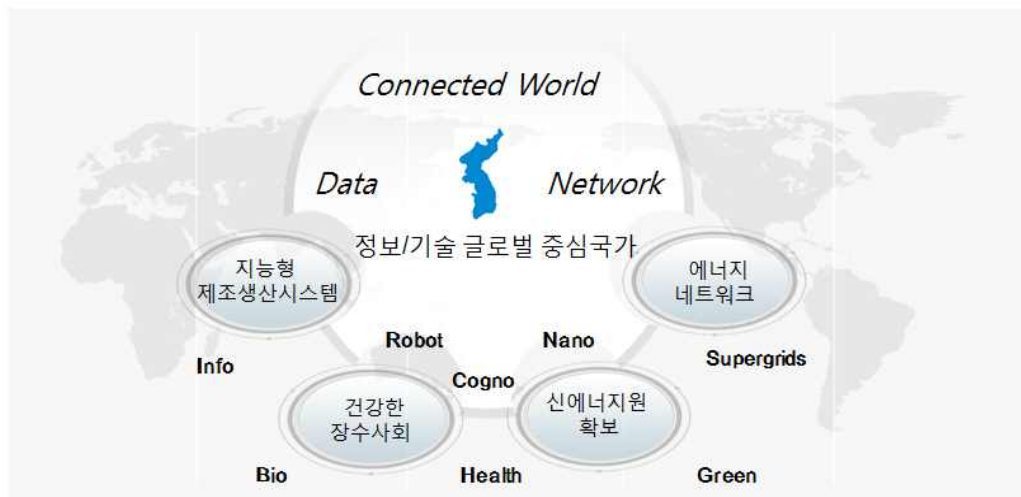 Connected World
Data
Network
정보/기술 글로벌 중심국가
지능형
제조생산시스템
에너지
네트워크
Robot
Nano
Info
Supergrids
Cogno
건강한
장수사회
신에너지원
확보
Bio
Health
Green